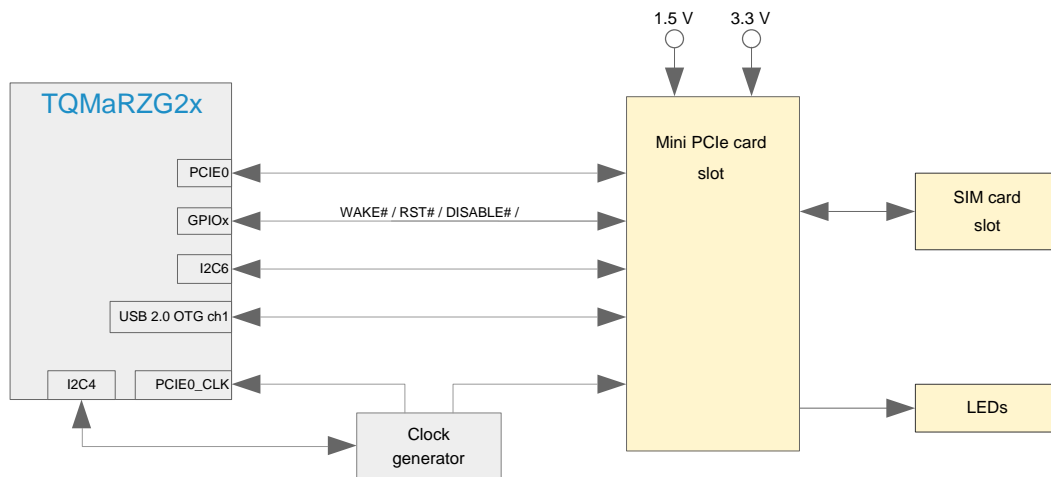 1.5 V
3.3 V
TQMaRZG2x
Mini PCIe card
slot
PCIE0
GPIOx
WAKE# / RST# / DISABLE# /
SIM card
slot
I2C6
USB 2.0 OTG ch1
I2C4
PCIE0_CLK
LEDs
Clock
generator